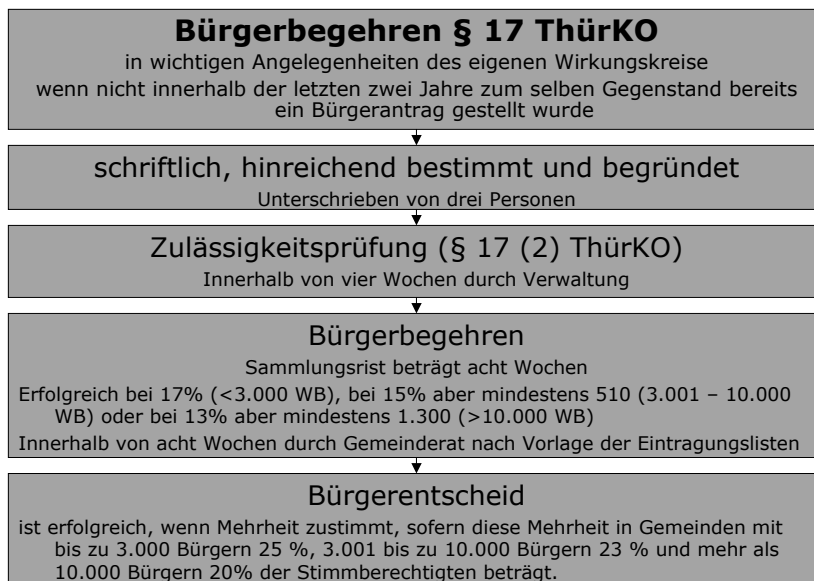 Bürgerbegehren § 17 ThürKO
in wichtigen Angelegenheiten des eigenen Wirkungskreise
wenn nicht innerhalb der letzten zwei Jahre zum selben Gegenstand bereits
ein Bürgerantrag gestellt wurde
schriftlich, hinreichend bestimmt und begründet
Unterschrieben von drei Personen
Zulässigkeitsprüfung (§ 17 (2) ThürKO)
Innerhalb von vier Wochen durch Verwaltung
Bürgerbegehren
Sammlungsrist beträgt acht Wochen
Erfolgreich bei 17% (<3.000 WB), bei 15% aber mindestens 510 (3.001 – 10.000
WB) oder bei 13% aber mindestens 1.300 (>10.000 WB)
Innerhalb von acht Wochen durch Gemeinderat nach Vorlage der Eintragungslisten
Bürgerentscheid
ist erfolgreich, wenn Mehrheit zustimmt, sofern diese Mehrheit in Gemeinden mit
bis zu 3.000 Bürgern 25 %, 3.001 bis zu 10.000 Bürgern 23 % und mehr als
10.000 Bürgern 20% der Stimmberechtigten beträgt.